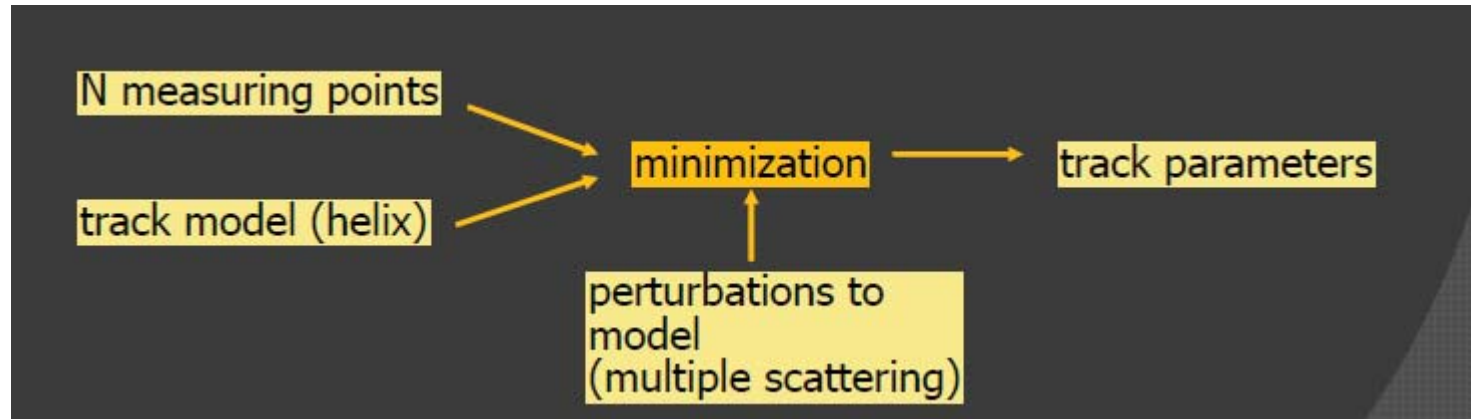 N measuring points
minimization
track parameters
track model (helix)
perturbations to
model
(multiple scattering)